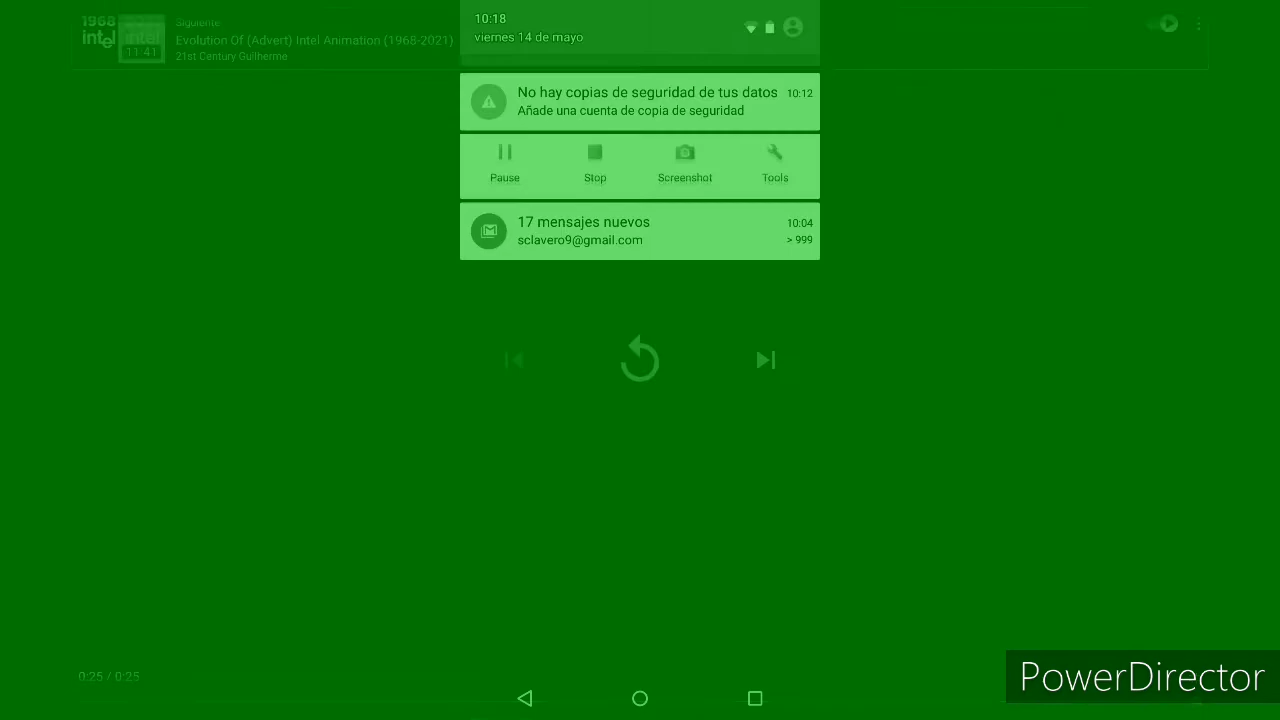 1968
intel
intel
11:41
Siguiente
Evolution Of (Advert) Intel Animation (1968-2021)
21st Century Guilherme
10:18
viernes 14 de mayo
No hay copias de seguridad de tus datos 10:12
Añade una cuenta de copia de seguridad
Pause Stop Screenshot Tools
17 mensajes nuevos 10:04
sclavero9@gmail.com > 999
0:25 / 0:25
PowerDirector